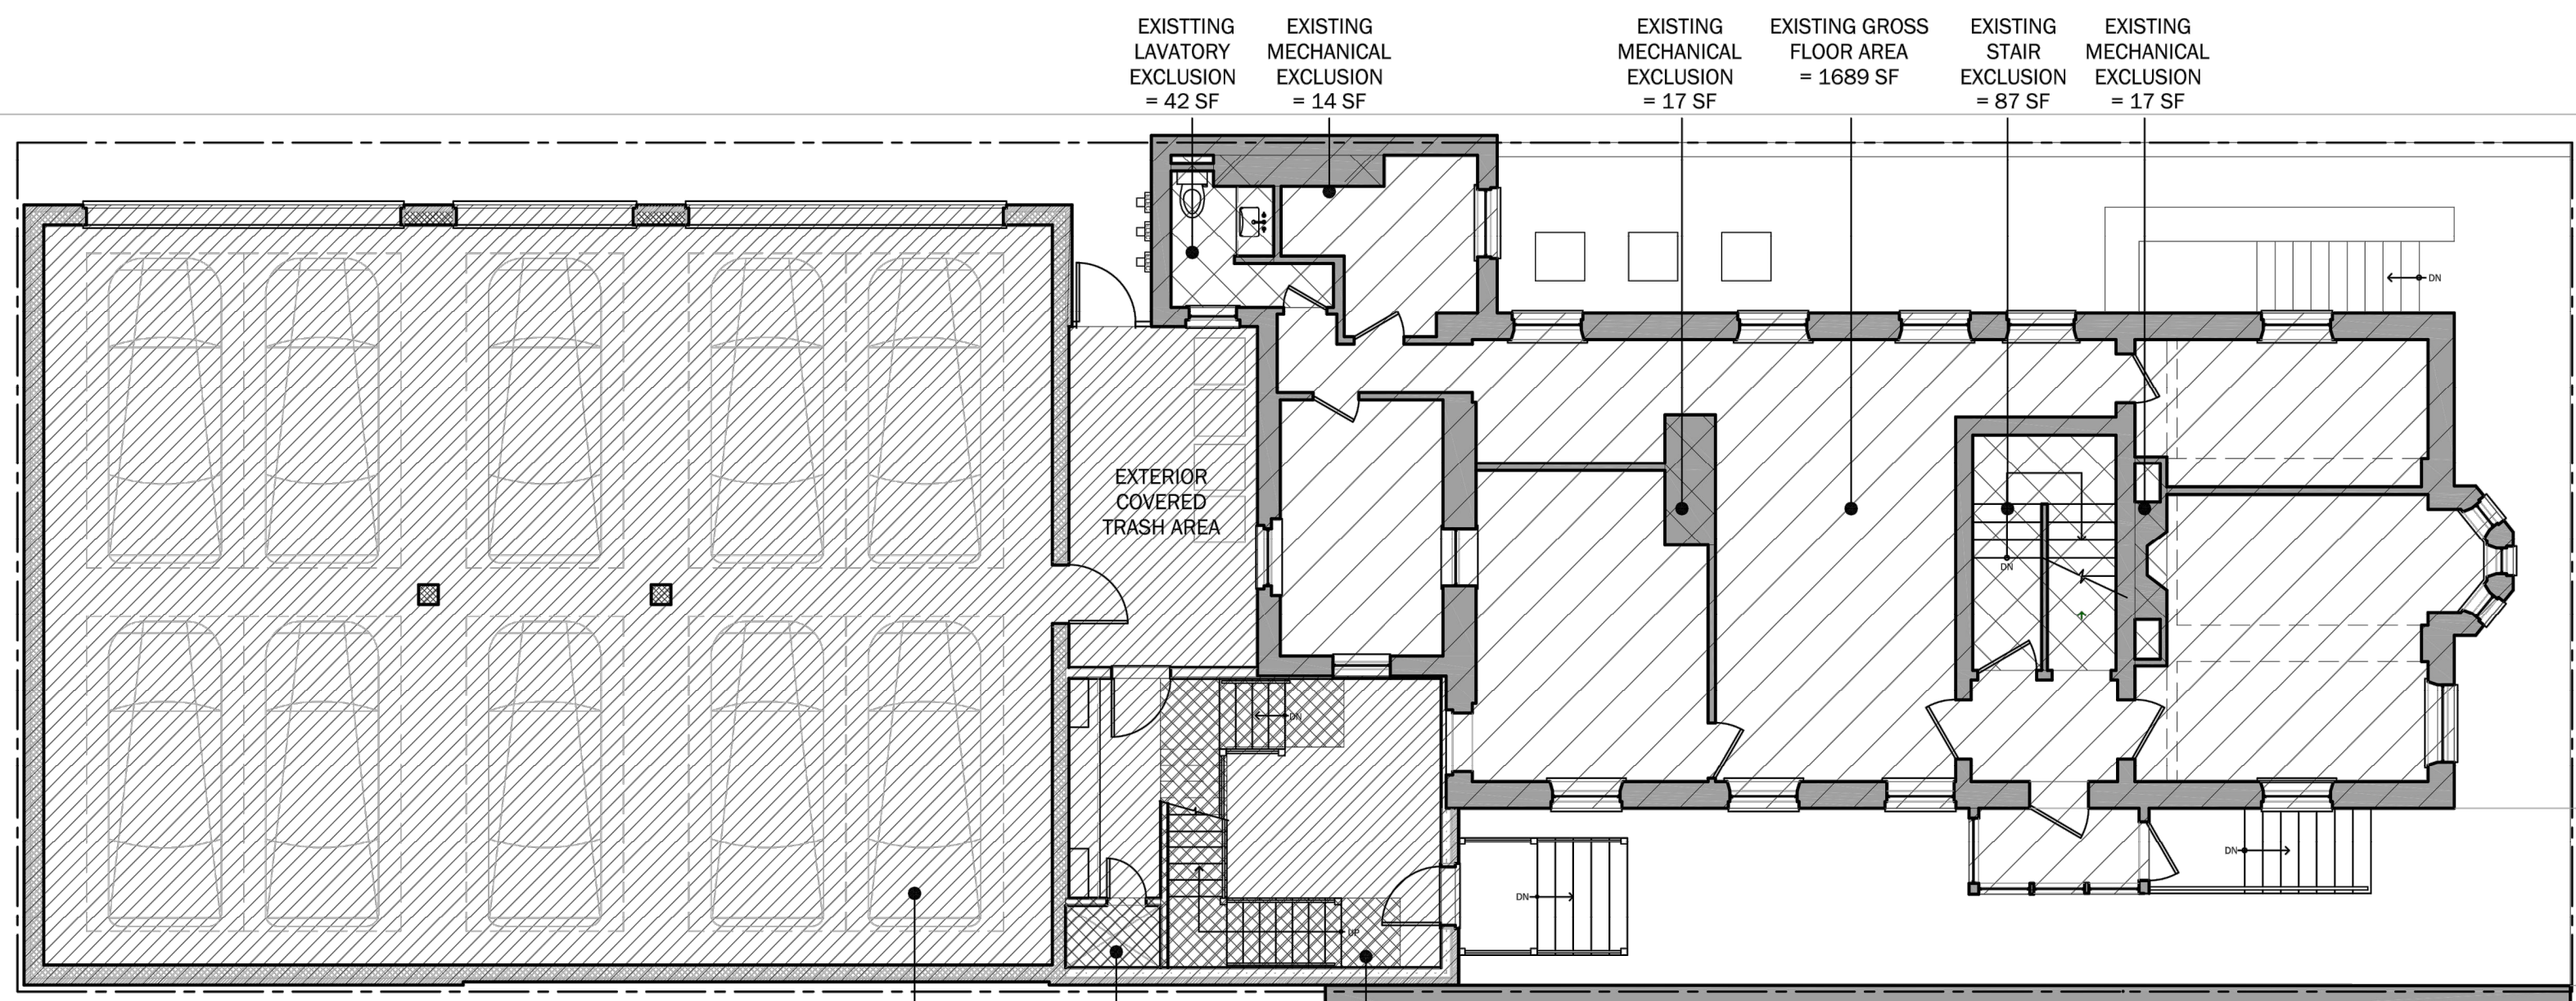 EXISTTING
LAVATORY
EXCLUSION
= 42 SF
EXISTING
MECHANICAL
EXCLUSION
= 14 SF
EXISTING
MECHANICAL
EXCLUSION
= 17 SF
EXISTING GROSS
FLOOR AREA
= 1689 SF
EXISTING
STAIR
EXCLUSION
= 87 SF
EXISTING
MECHANICAL
EXCLUSION
= 17 SF
DN
EXTERIOR
COVERED
TRASH AREA
DN
DN
DN
DN
UP